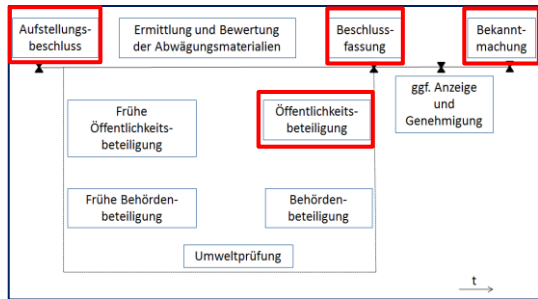 Aufstellungs-
beschluss
Ermittlung und Bewertung
der Abwägungsmaterialien
Beschluss-
fassung
Bekannt-
machung
ggf. Anzeige
und
Genehmigung
Frühe
Öffentlichkeits-
beteiligung
Öffentlichkeits-
beteiligung
Frühe Behörden-
beteiligung
Behörden-
beteiligung
Umweltprüfung
t